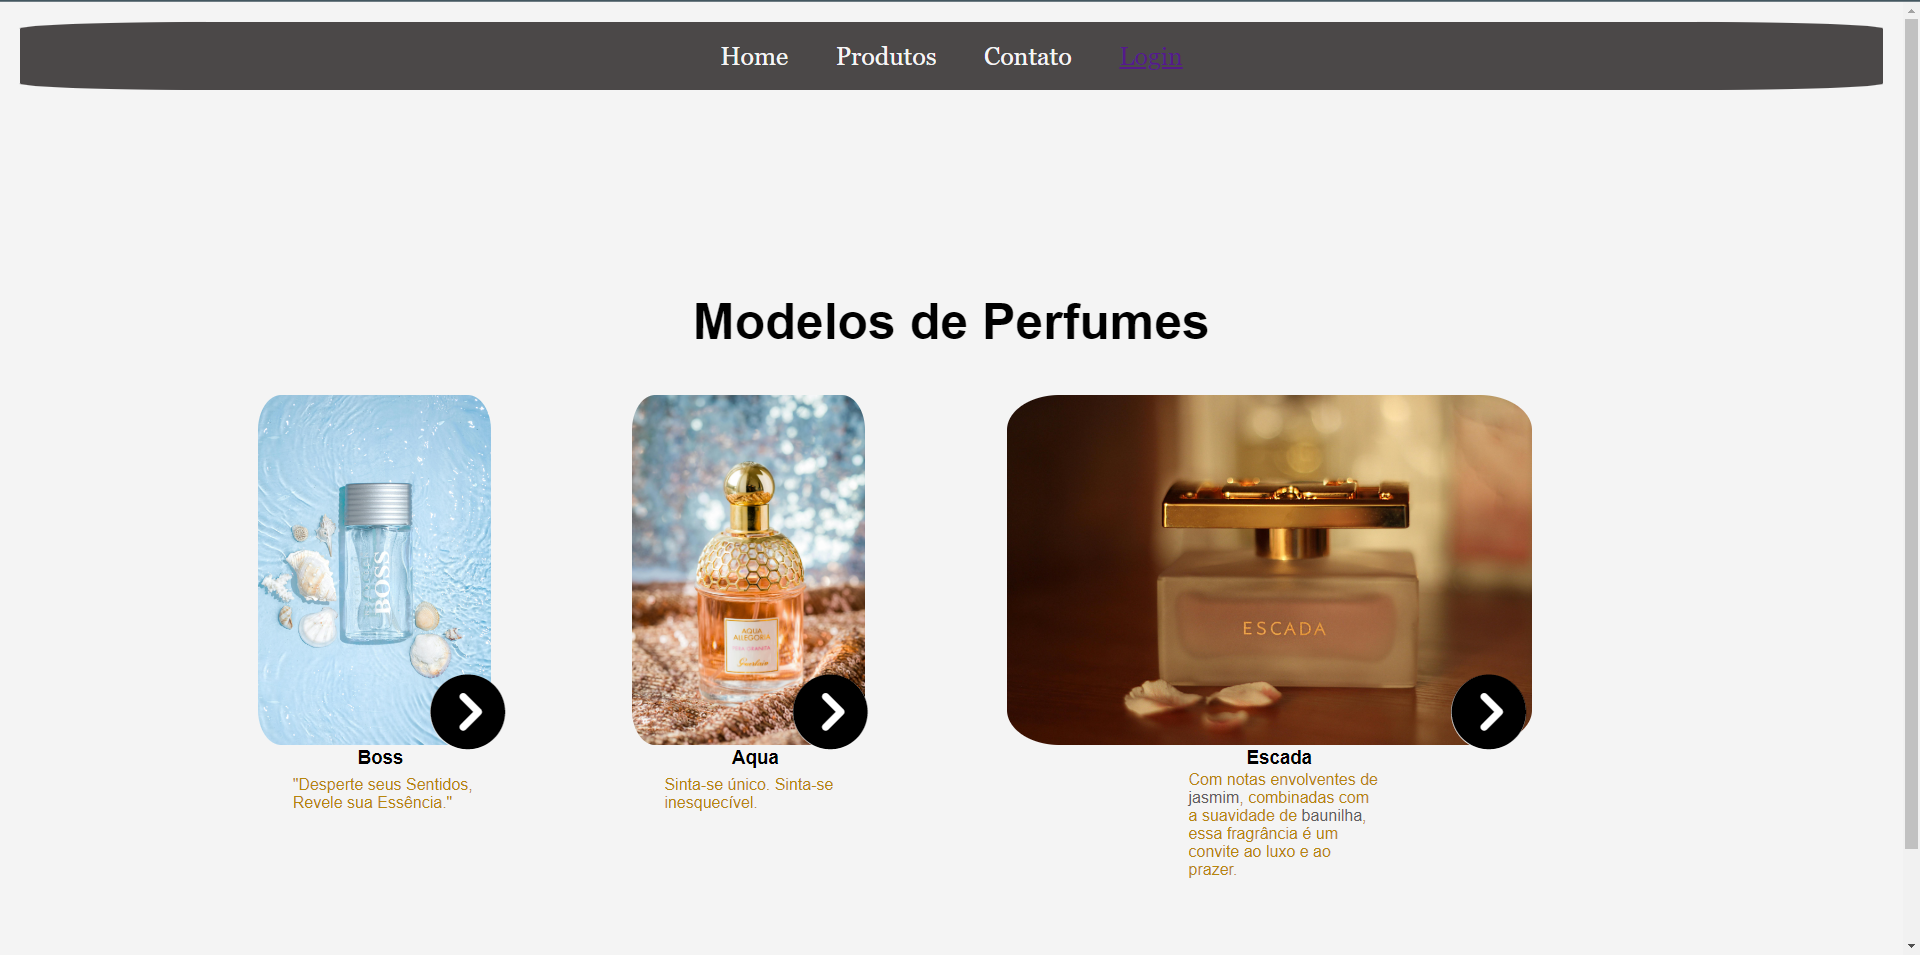 Home Produtos Contato Login
Modelos de Perfumes
BOSS
AQUA
ALLEGORIA
Guerlain
ESCADA
Boss
"Desperte seus Sentidos,
Revele sua Essência."
Aqua
Sinta-se único. Sinta-se
inesquecível.
Escada
Com notas envolventes de
jasmim, combinadas com
a suavidade de baunilha,
essa fragrância é um
convite ao luxo e ao
prazer.